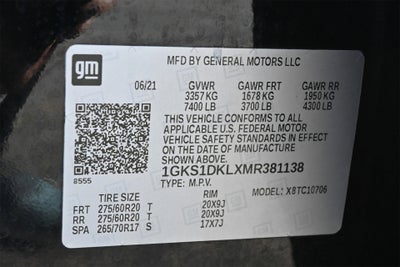 gm
MFD BY GENERAL MOTORS LLC
06/21 GVWR GAWR FRT GAWR RR
3357 KG 1678 KG 1950 KG
7400 LB 3700 LB 4300 LB
THIS VEHICLE CONFORMS TO ALL
APPLICABLE U.S. FEDERAL MOTOR
VEHICLE SAFETY STANDARDS IN EFFECT
ON THE DATE OF MANUFACTURE
SHOWN ABOVE.
1GKS1DKLXMR381138
8555 TYPE: M.P.V. MODEL: X8TC10706
TIRE SIZE RIM
FRT 275/60R20 T 20X9J
RR 275/60R20 T 20X9J
SPA 265/70R17 S 17X7J